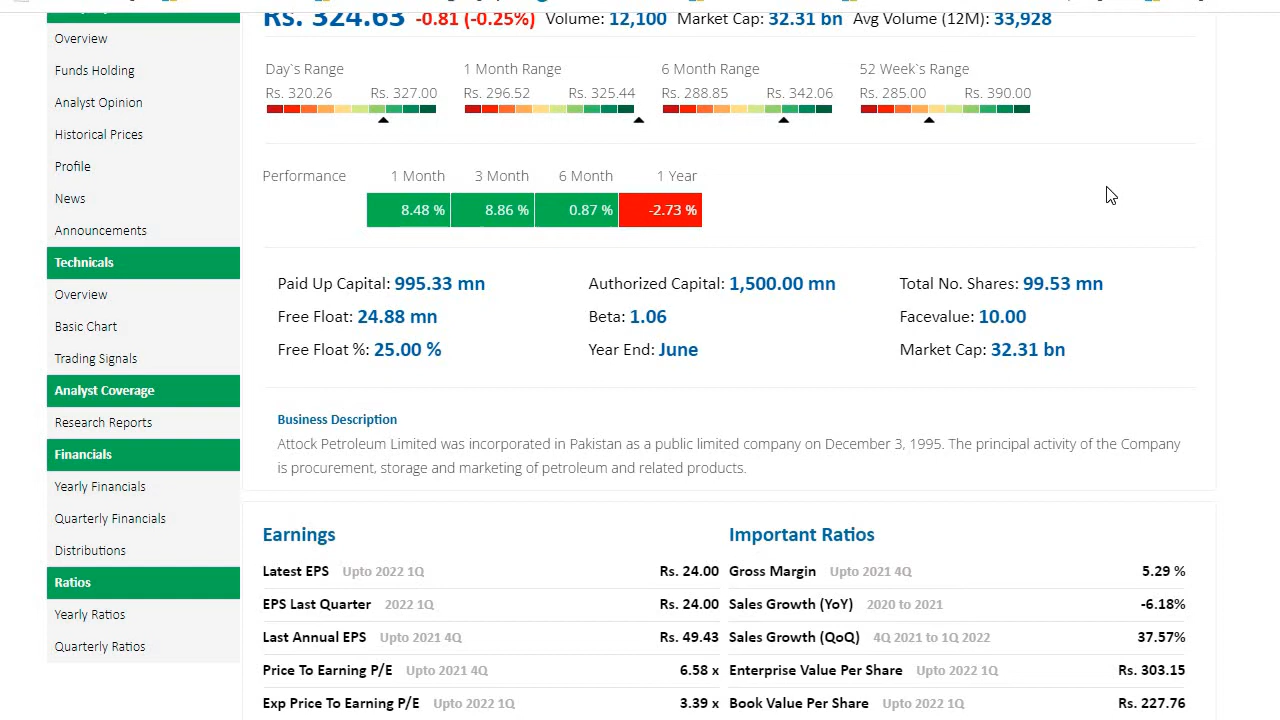 Rs. 324.63 -0.81 (-0.25%) Volume: 12,100 Market Cap: 32.31 bn Avg Volume (12M): 33,928
Overview
Funds Holding
Analyst Opinion
Historical Prices
Profile
News
Announcements
Technicals
Overview
Basic Chart
Trading Signals
Analyst Coverage
Research Reports
Financials
Yearly Financials
Quarterly Financials
Distributions
Ratios
Yearly Ratios
Quarterly Ratios
Day`s Range 1 Month Range 6 Month Range 52 Week`s Range
Rs. 320.26 Rs. 327.00 Rs. 296.52 Rs. 325.44 Rs. 288.85 Rs. 342.06 Rs. 285.00 Rs. 390.00
Performance 1 Month 3 Month 6 Month 1 Year
8.48 % 8.86 % 0.87 % -2.73 %
Paid Up Capital: 995.33 mn Authorized Capital: 1,500.00 mn Total No. Shares: 99.53 mn
Free Float: 24.88 mn Beta: 1.06 Facevalue: 10.00
Free Float %: 25.00 % Year End: June Market Cap: 32.31 bn
Business Description
Attock Petroleum Limited was incorporated in Pakistan as a public limited company on December 3, 1995. The principal activity of the Company
is procurement, storage and marketing of petroleum and related products.
Earnings
Latest EPS Upto 2022 1Q Rs. 24.00
EPS Last Quarter 2022 1Q Rs. 24.00
Last Annual EPS Upto 2021 4Q Rs. 49.43
Price To Earning P/E Upto 2021 4Q 6.58 x
Exp Price To Earning P/E Upto 2022 1Q 3.39 x
Important Ratios
Gross Margin Upto 2021 4Q 5.29 %
Sales Growth (YoY) 2020 to 2021 -6.18%
Sales Growth (QoQ) 4Q 2021 to 1Q 2022 37.57%
Enterprise Value Per Share Upto 2022 1Q Rs. 303.15
Book Value Per Share Upto 2022 1Q Rs. 227.76